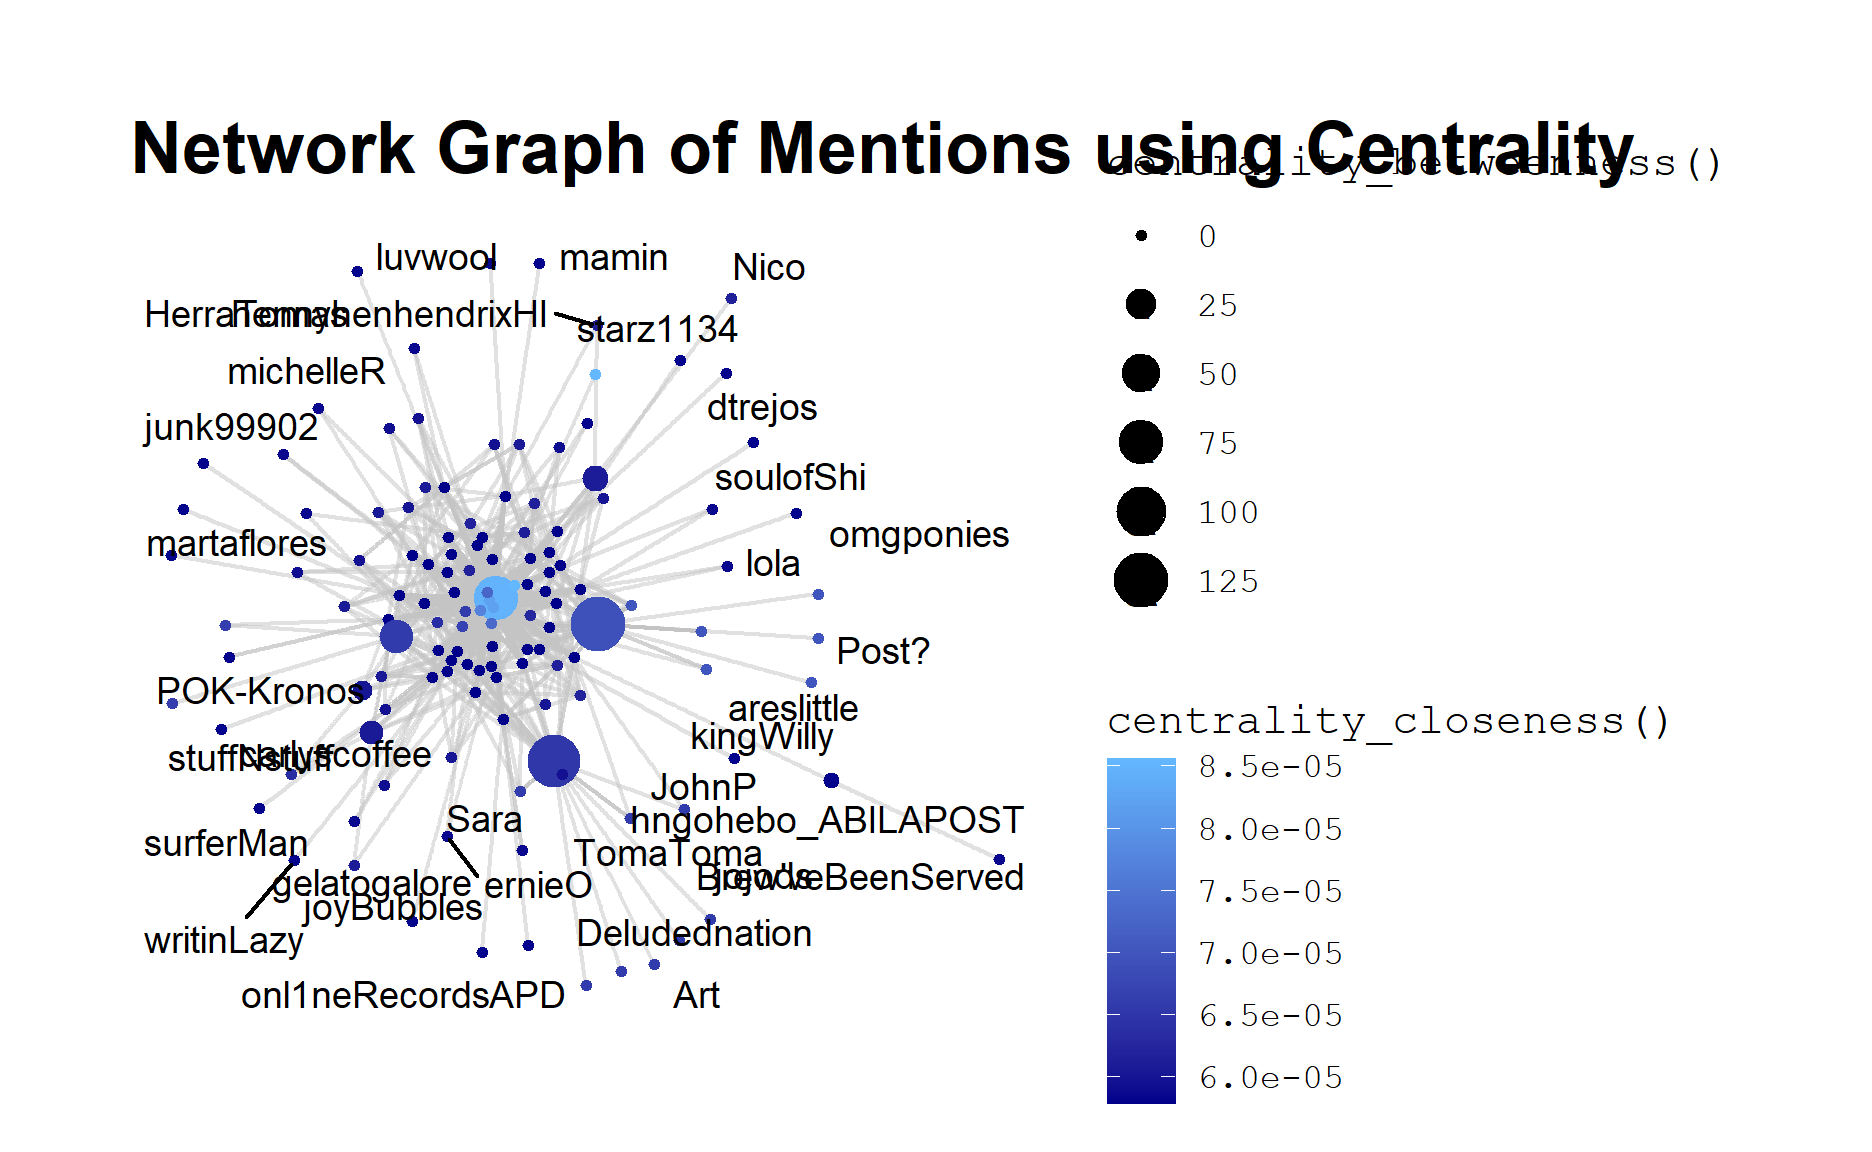 Network Graph of Mentions using Centrality
centrality_betweenness()
0
25
50
75
100
125
centrality_closeness()
8.5e-05
8.0e-05
7.5e-05
7.0e-05
6.5e-05
6.0e-05
luvwool
mamin
Nico
starz1134
michelleR
dtrejos
junk99902
soulofShi
omgponies
martaflores
lola
Post?
POK-Kronos
areslittle
kingWilly
stuffNstuff
carlyscoffee
JohnP
Sara
hngohebo_ABILAPOST
surferMan
TomaToma
gelatogalore
ernieO
jojods
joyBubbles
Deludednation
writinLazy
onl1neRecordsAPD
Art